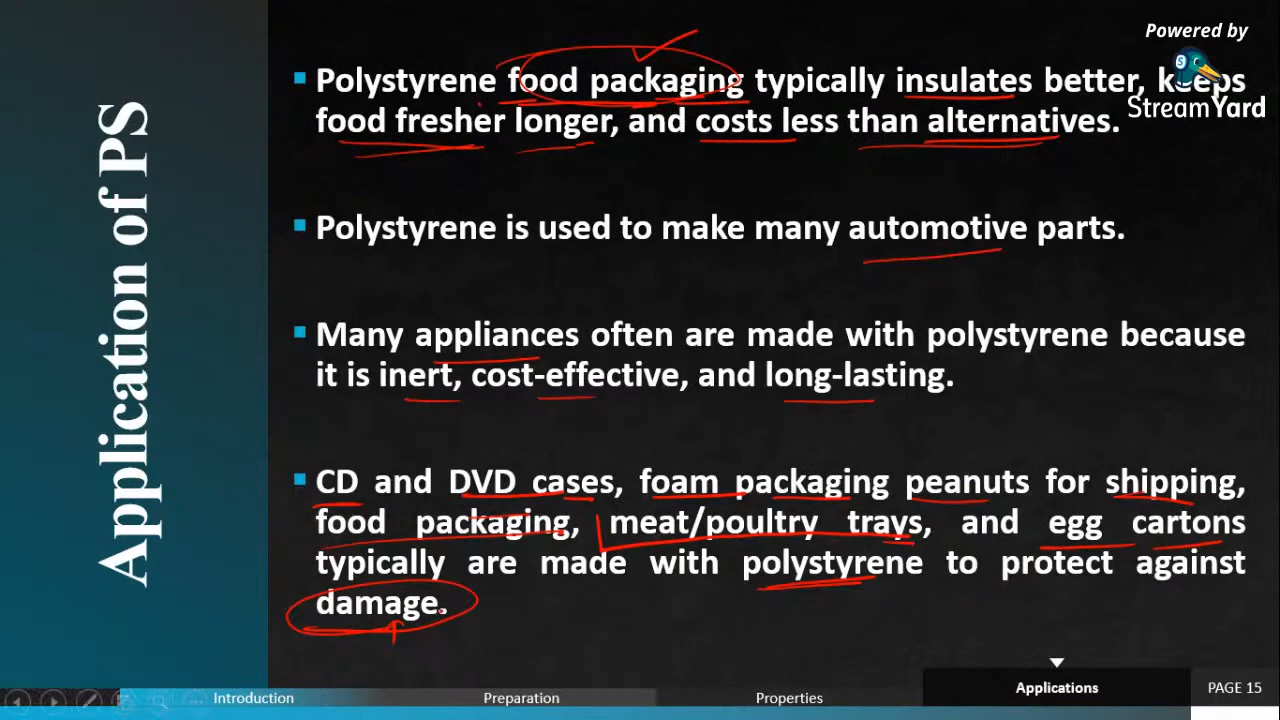 Powered by
StreamYard
Application of PS
Polystyrene food packaging typically insulates better, keeps
food fresher longer, and costs less than alternatives.
Polystyrene is used to make many automotive parts.
Many appliances often are made with polystyrene because
it is inert, cost-effective, and long-lasting.
CD and DVD cases, foam packaging peanuts for shipping,
food packaging, meat/poultry trays, and egg cartons
typically are made with polystyrene to protect against
damage.
Introduction
Preparation
Properties
Applications
PAGE 15